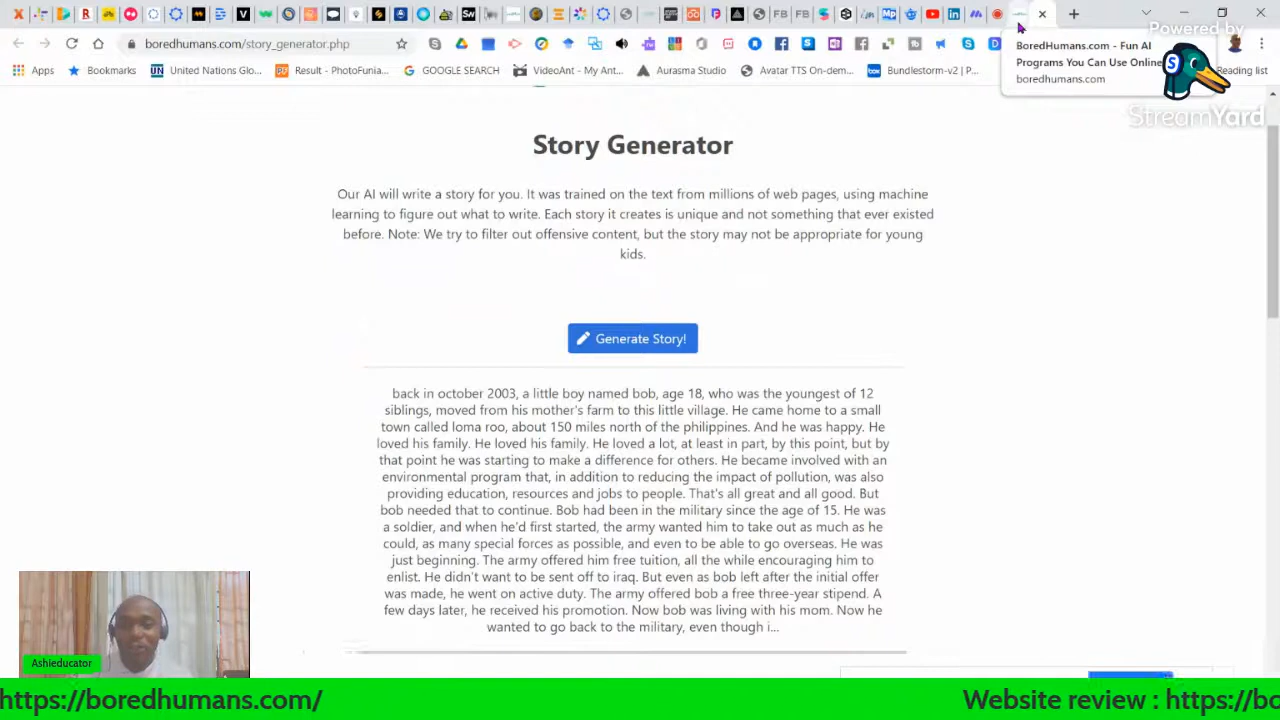 Powered by
StreamYard
boredhumans.com/story_generator.php
BoredHumans.com - Fun AI
Programs You Can Use Online
boredhumans.com
Apps
Bookmarks
United Nations Glo...
Result - PhotoFunia...
GOOGLE SEARCH
VideoAnt - My Ant...
Aurasma Studio
Avatar TTS On-dem...
Bundlestorm-v2 | P...
Reading list
Story Generator
Our AI will write a story for you. It was trained on the text from millions of web pages, using machine
learning to figure out what to write. Each story it creates is unique and not something that ever existed
before. Note: We try to filter out offensive content, but the story may not be appropriate for young
kids.
Generate Story!
back in october 2003, a little boy named bob, age 18, who was the youngest of 12
siblings, moved from his mother's farm to this little village. He came home to a small
town called loma roo, about 150 miles north of the philippines. And he was happy. He
loved his family. He loved his family. He loved a lot, at least in part, by this point, but by
that point he was starting to make a difference for others. He became involved with an
environmental program that, in addition to reducing the impact of pollution, was also
providing education, resources and jobs to people. That's all great and all good. But
bob needed that to continue. Bob had been in the military since the age of 15. He was
a soldier, and when he'd first started, the army wanted him to take out as much as he
could, as many special forces as possible, and even to be able to go overseas. He was
just beginning. The army offered him free tuition, all the while encouraging him to
enlist. He didn't want to be sent off to iraq. But even as bob left after the initial offer
was made, he went on active duty. The army offered bob a free three-year stipend. A
few days later, he received his promotion. Now bob was living with his mom. Now he
wanted to go back to the military, even though i...
Ashieducator
https://boredhumans.com/
Website review : https://bo